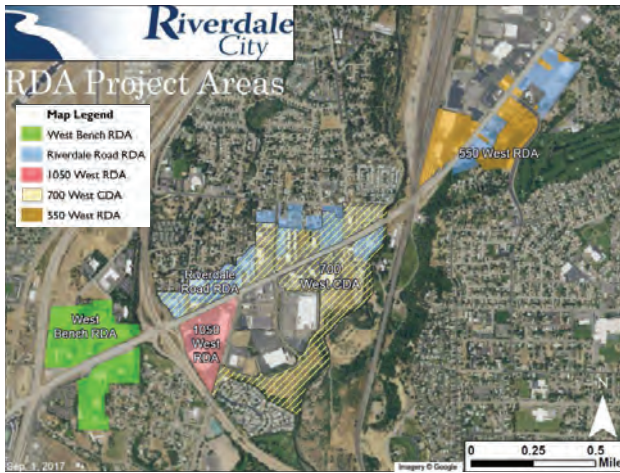 Riverdale
City
RDA Project Areas
Map Legend
West Bench RDA
Riverdale Road RDA
1050 West RDA
700 West CDA
550 West RDA
550 West RDA
700
West CDA
Riverdale
Road RDA
West
Bench RDA
1050
West
RDA
N
Sep. 1, 2017
Imagery © Google
0 0.25 0.5
Mile